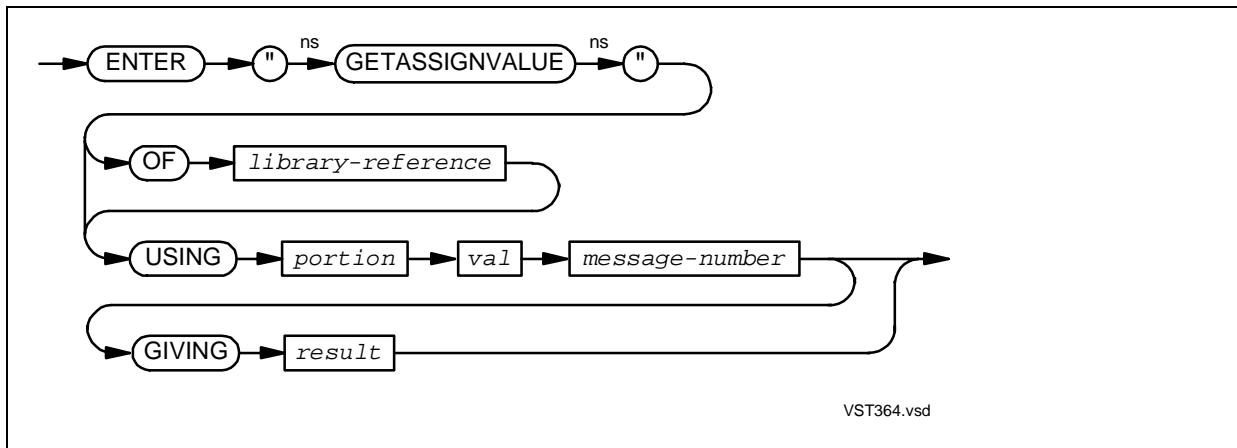 ns ns
ENTER " GETASSIGNVALUE "
OF library-reference
USING portion val message-number
GIVING result
VST364.vsd